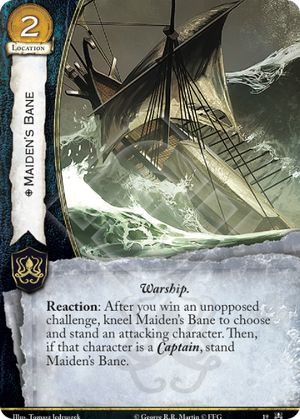 2
LOCATION
MAIDEN'S BANE
Warship.
Reaction: After you win an unopposed
challenge, kneel Maiden's Bane to choose
and stand an attacking character. Then,
if that character is a Captain, stand
Maiden's Bane.
Illus. Tomasz Jedruszek
© George R.R. Martin © FFG